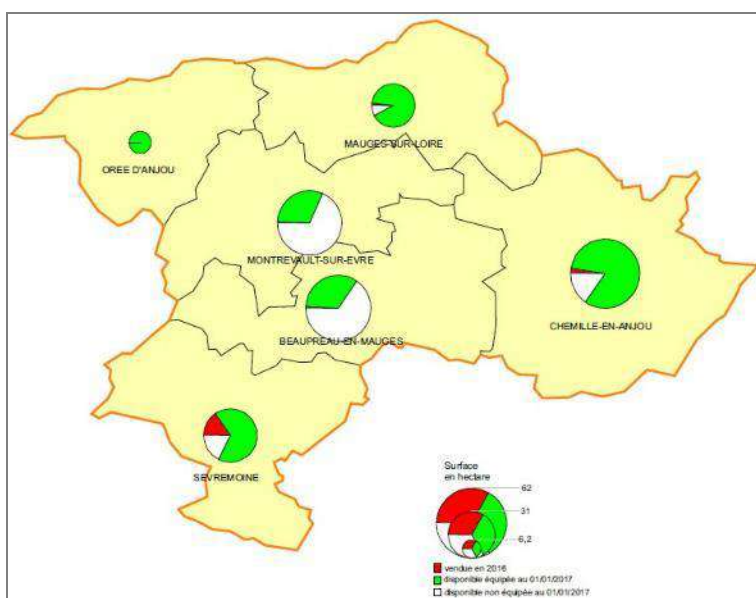 MAUGES-SUR-LOIRE
OREE D'ANJOU
MONTREVAULT-SUR-EVRE
CHEMILLE-EN-ANJOU
BEAUPREAU-EN-MAUGES
SEVREMOINE
Surface
en hectare
62
31
6,2
vendue en 2016
disponible équipée au 01/01/2017
disponible non équipée au 01/01/2017